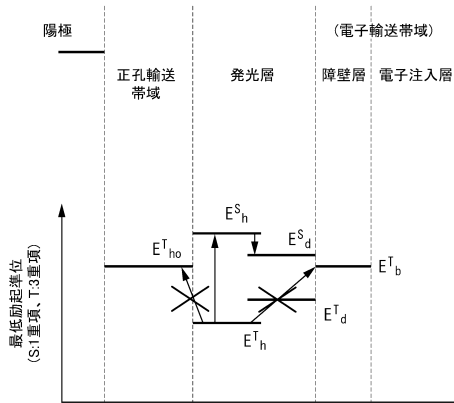 陽極
(電子輸送帯域)
正孔輸送
帯域
発光層
障壁層
電子注入層
E^S_h
E^T_ho
E^S_d
E^T_b
E^T_d
E^T_h
最低励起準位
(S:1重項、T:3重項)